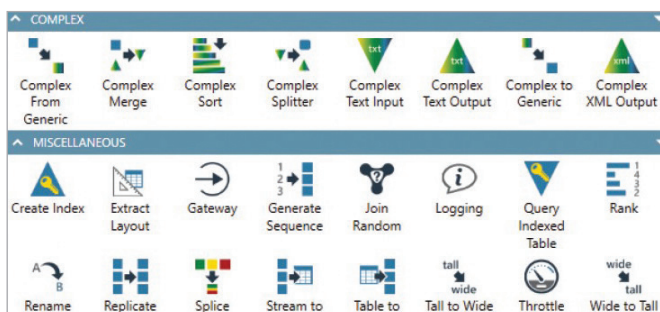 COMPLEX
txt txt xml
Complex Complex Complex Complex Complex Complex Complex to Complex
From Merge Sort Splitter Text Input Text Output Generic XML Output
Generic
MISCELLANEOUS
1 2 3 ? i 1 4 3 2
Create Index Extract Gateway Generate Join Logging Query Rank
Layout Sequence Random Indexed
Table
A B tall wide wide tall
Rename Replicate Splice Stream to Table to Tall to Wide Throttle Wide to Tall